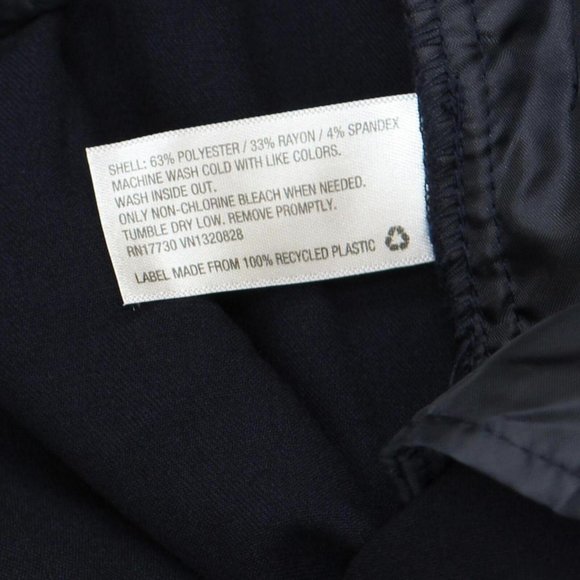 SHELL: 63% POLYESTER / 33% RAYON / 4% SPANDEX
MACHINE WASH COLD WITH LIKE COLORS.
WASH INSIDE OUT.
ONLY NON-CHLORINE BLEACH WHEN NEEDED.
TUMBLE DRY LOW. REMOVE PROMPTLY.
RN17730 VN1320828
LABEL MADE FROM 100% RECYCLED PLASTIC